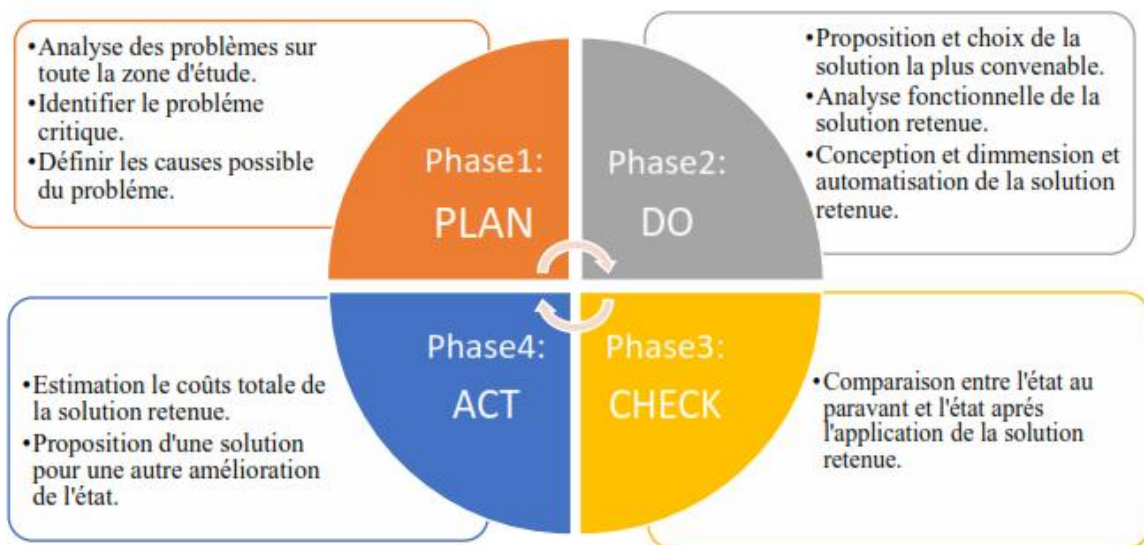 •Analyse des problèmes sur
toute la zone d'étude.
•Identifier le probléme
critique.
•Définir les causes possible
du probléme.
Phase1:
PLAN
Phase2:
DO
•Proposition et choix de la
solution la plus convenable.
•Analyse fonctionnelle de la
solution retenue.
•Conception et dimmension et
automatisation de la solution
retenue.
•Estimation le coûts totale de
la solution retenue.
•Proposition d'une solution
pour une autre amélioration
de l'état.
Phase4:
ACT
Phase3:
CHECK
•Comparaison entre l'état au
paravant et l'état aprés
l'application de la solution
retenue.